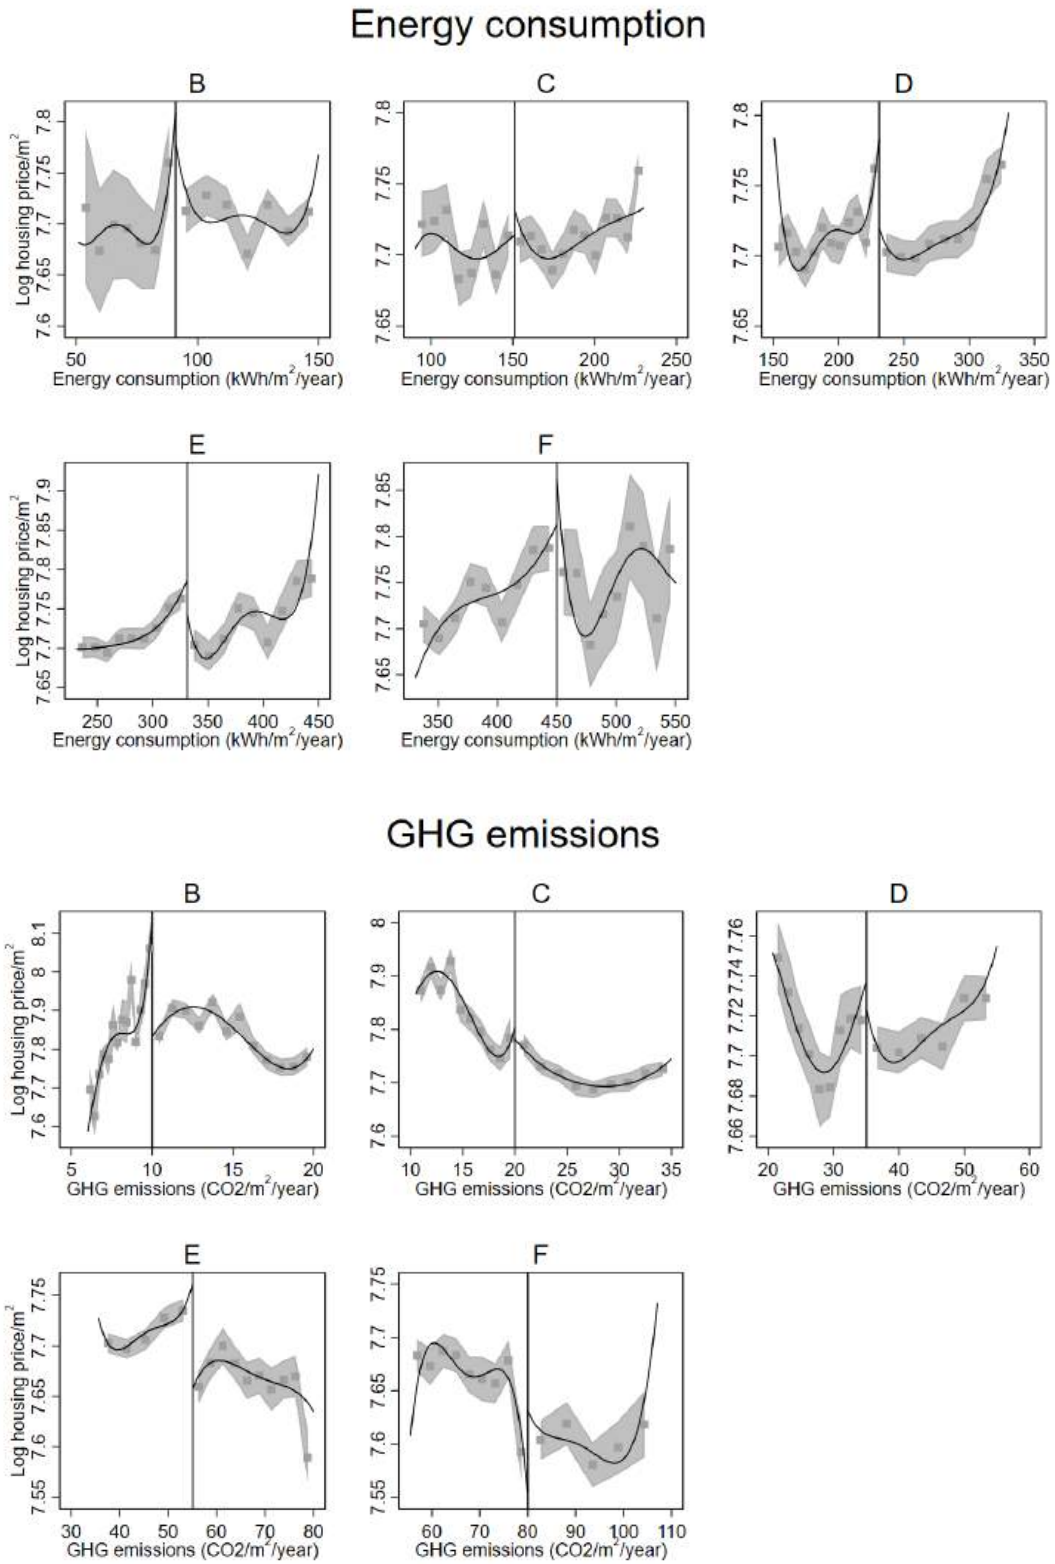 Energy consumption
B
C
D
Log housing price/m²
7.8
7.75
7.7
7.65
7.6
50 100 150
Energy consumption (kWh/m²/year)
7.8
7.75
7.7
7.65
100 150 200 250
Energy consumption (kWh/m²/year)
7.8
7.75
7.7
7.65
150 200 250 300 350
Energy consumption (kWh/m²/year)
E
F
Log housing price/m²
7.9
7.85
7.8
7.75
7.7
7.65
250 300 350 400 450
Energy consumption (kWh/m²/year)
7.85
7.8
7.75
7.7
7.65
350 400 450 500 550
Energy consumption (kWh/m²/year)
GHG emissions
B
C
D
Log housing price/m²
8.1
8
7.9
7.8
7.7
7.6
5 10 15 20
GHG emissions (CO2/m²/year)
8
7.9
7.8
7.7
7.6
10 15 20 25 30 35
GHG emissions (CO2/m²/year)
7.76
7.74
7.72
7.7
7.68
7.66
20 30 40 50 60
GHG emissions (CO2/m²/year)
E
F
Log housing price/m²
7.75
7.7
7.65
7.6
7.55
30 40 50 60 70 80
GHG emissions (CO2/m²/year)
7.75
7.7
7.65
7.6
7.55
60 70 80 90 100 110
GHG emissions (CO2/m²/year)